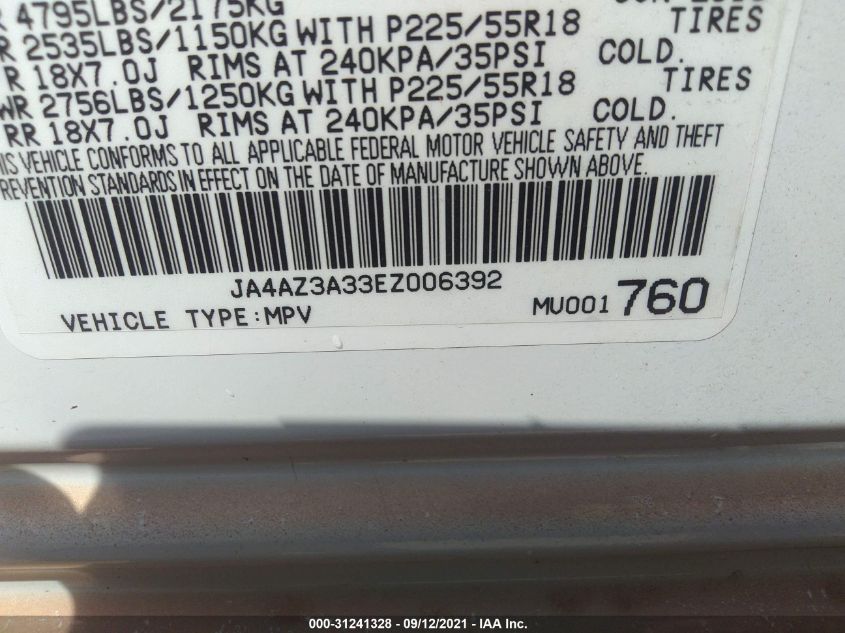 4795LBS/2175KG
R 2535LBS/1150KG WITH P225/55R18 TIRES
R 18X7.0J RIMS AT 240KPA/35PSI COLD.
WR 2756LBS/1250KG WITH P225/55R18 TIRES
RR 18X7.0J RIMS AT 240KPA/35PSI COLD.
IS VEHICLE CONFORMS TO ALL APPLICABLE FEDERAL MOTOR VEHICLE SAFETY AND THEFT
REVENTION STANDARDS IN EFFECT ON THE DATE OF MANUFACTURE SHOWN ABOVE.
JA4AZ3A33EZ006392
VEHICLE TYPE:MPV MU001 760
000-31241328 - 09/12/2021 - IAA Inc.